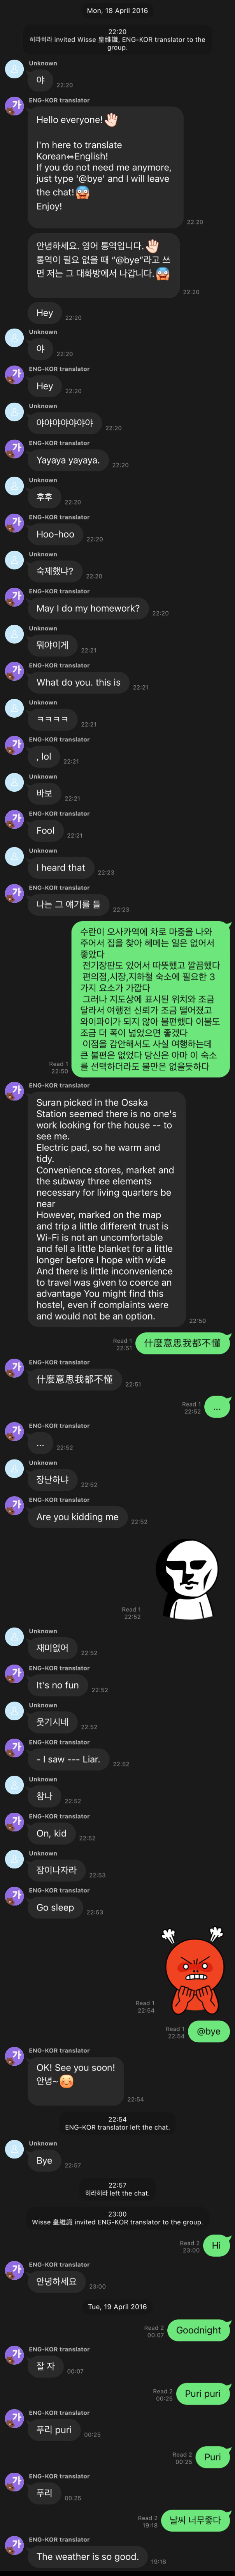 Mon, 18 April 2016
22:20
히라히라 invited Wisse 皇維識, ENG-KOR translator to the
group.
Unknown
야
22:20
ENG-KOR translator
Hello everyone!👋🏻
I'm here to translate
Korean⇔English!
If you do not need me anymore,
just type '@bye' and I will leave
the chat!😨
Enjoy!
22:20
안녕하세요. 영어 통역입니다.👋🏻
통역이 필요 없을 때 "@bye"라고 쓰
면 저는 그 대화방에서 나갑니다.😨
22:20
Hey
22:20
Unknown
야
22:20
ENG-KOR translator
Hey
22:20
Unknown
야야야야야야야
22:20
ENG-KOR translator
Yayaya yayaya.
22:20
Unknown
후후
22:20
ENG-KOR translator
Hoo-hoo
22:20
Unknown
숙제했냐?
22:20
ENG-KOR translator
May I do my homework?
22:20
Unknown
뭐야이게
22:21
ENG-KOR translator
What do you. this is
22:21
Unknown
ㅋㅋㅋㅋ
22:21
ENG-KOR translator
, lol
22:21
Unknown
바보
22:21
ENG-KOR translator
Fool
22:21
Unknown
I heard that
22:23
ENG-KOR translator
나는 그 얘기를 들
22:23
수란이 오사카역에 차로 마중을 나와
주어서 집을 찾아 헤메는 일은 없어서
좋았다
전기장판도 있어서 따뜻했고 깔끔했다
편의점,시장,지하철 숙소에 필요한 3
가지 요소가 가깝다
그러나 지도상에 표시된 위치와 조금
달라서 여행전 신뢰가 조금 떨어졌고
와이파이가 되지 않아 불편했다 이불도
조금 더 폭이 넓었으면 좋겠다
이점을 감안해서도 사실 여행하는데
큰 불편은 없었다 당신은 아마 이 숙소
를 선택하더라도 불만은 없을듯하다
Read 1
22:50
ENG-KOR translator
Suran picked in the Osaka
Station seemed there is no one's
work looking for the house -- to
see me.
Electric pad, so he warm and
tidy.
Convenience stores, market and
the subway three elements
necessary for living quarters be
near
However, marked on the map
and trip a little different trust is
Wi-Fi is not an uncomfortable
and fell a little blanket for a little
longer before I hope with wide
And there is little inconvenience
to travel was given to coerce an
advantage You might find this
hostel, even if complaints were
and would not be an option.
22:50
什麼意思我都不懂
Read 1
22:51
ENG-KOR translator
什麼意思我都不懂
22:51
...
Read 1
22:52
ENG-KOR translator
...
22:52
Unknown
장난하냐
22:52
ENG-KOR translator
Are you kidding me
22:52
Read 1
22:52
Unknown
재미없어
22:52
ENG-KOR translator
It's no fun
22:52
Unknown
웃기시네
22:52
ENG-KOR translator
- I saw --- Liar.
22:52
Unknown
참나
22:52
ENG-KOR translator
On, kid
22:52
Unknown
잠이나자라
22:53
ENG-KOR translator
Go sleep
22:53
Read 1
22:54
@bye
Read 1
22:54
ENG-KOR translator
OK! See you soon!
안녕~😊
22:54
22:54
ENG-KOR translator left the chat.
Unknown
Bye
22:57
22:57
히라히라 left the chat.
23:00
Wisse 皇維識 invited ENG-KOR translator to the group.
Hi
Read 2
23:00
ENG-KOR translator
안녕하세요
23:00
Tue, 19 April 2016
Goodnight
Read 2
00:07
ENG-KOR translator
잘 자
00:07
Puri puri
Read 2
00:25
ENG-KOR translator
푸리 puri
00:25
Puri
Read 2
00:25
ENG-KOR translator
푸리
00:25
날씨 너무좋다
Read 2
19:18
ENG-KOR translator
The weather is so good.
19:18